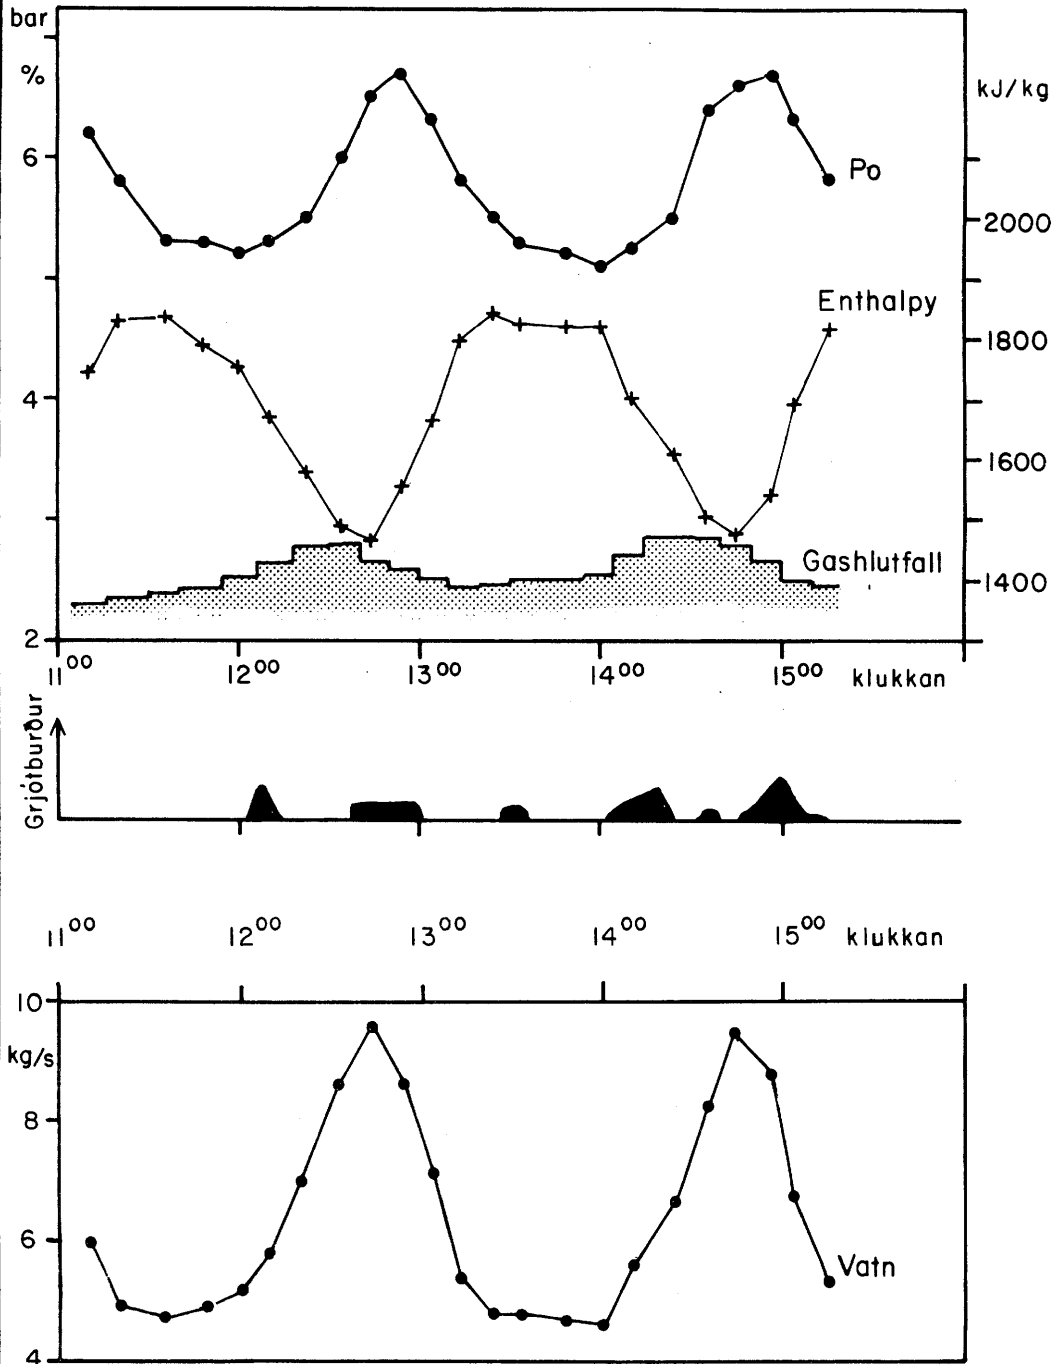 bar
%
kJ/kg
6
Po
2000
Enthalpy
1800
4
1600
Gashlutfall
1400
2
11⁰⁰ 12⁰⁰ 13⁰⁰ 14⁰⁰ 15⁰⁰ klukkan
Grjótburður
11⁰⁰ 12⁰⁰ 13⁰⁰ 14⁰⁰ 15⁰⁰ klukkan
10
kg/s
8
6
Vatn
4